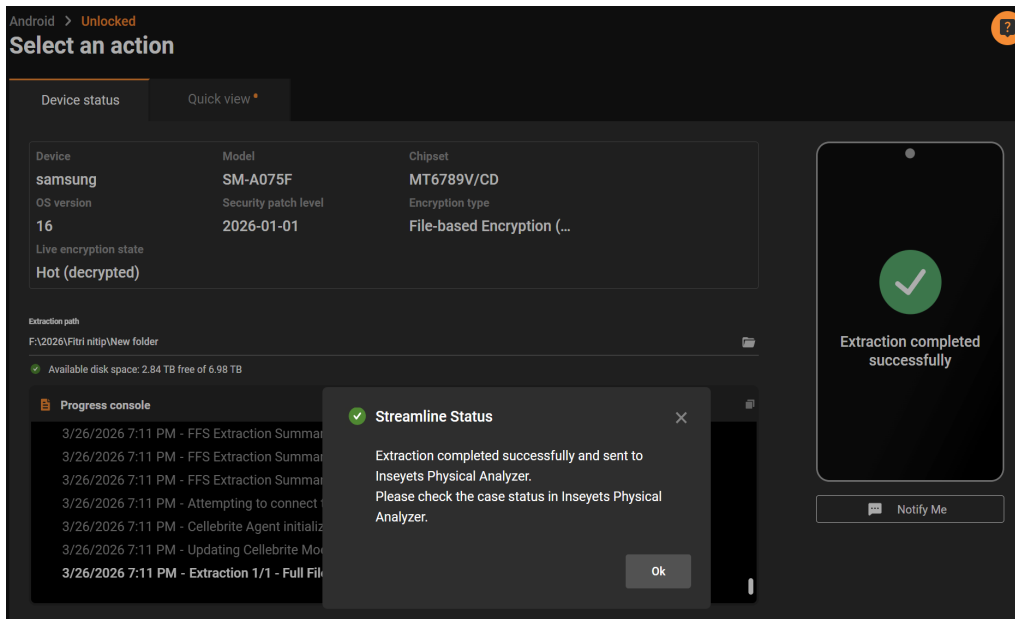 Android > Unlocked
Select an action
Device status
Quick view
Device
Model
Chipset
samsung
SM-A075F
MT6789V/CD
OS version
Security patch level
Encryption type
16
2026-01-01
File-based Encryption (...
Live encryption state
Hot (decrypted)
Extraction path
F:\2026\Fitri nitip\New folder
Available disk space: 2.84 TB free of 6.98 TB
Progress console
3/26/2026 7:11 PM - FFS Extraction
3/26/2026 7:11 PM - FFS Extraction
3/26/2026 7:11 PM - FFS Extraction
3/26/2026 7:11 PM - Attempting to connect
3/26/2026 7:11 PM - Cellebrite Agent
3/26/2026 7:11 PM - Updating Cellebrite
3/26/2026 7:11 PM - Extraction 1/1 - Full
Streamline Status
Extraction completed successfully and sent to
Inseyets Physical Analyzer.
Please check the case status in Inseyets Physical
Analyzer.
Ok
Extraction completed
successfully
Notify Me
?